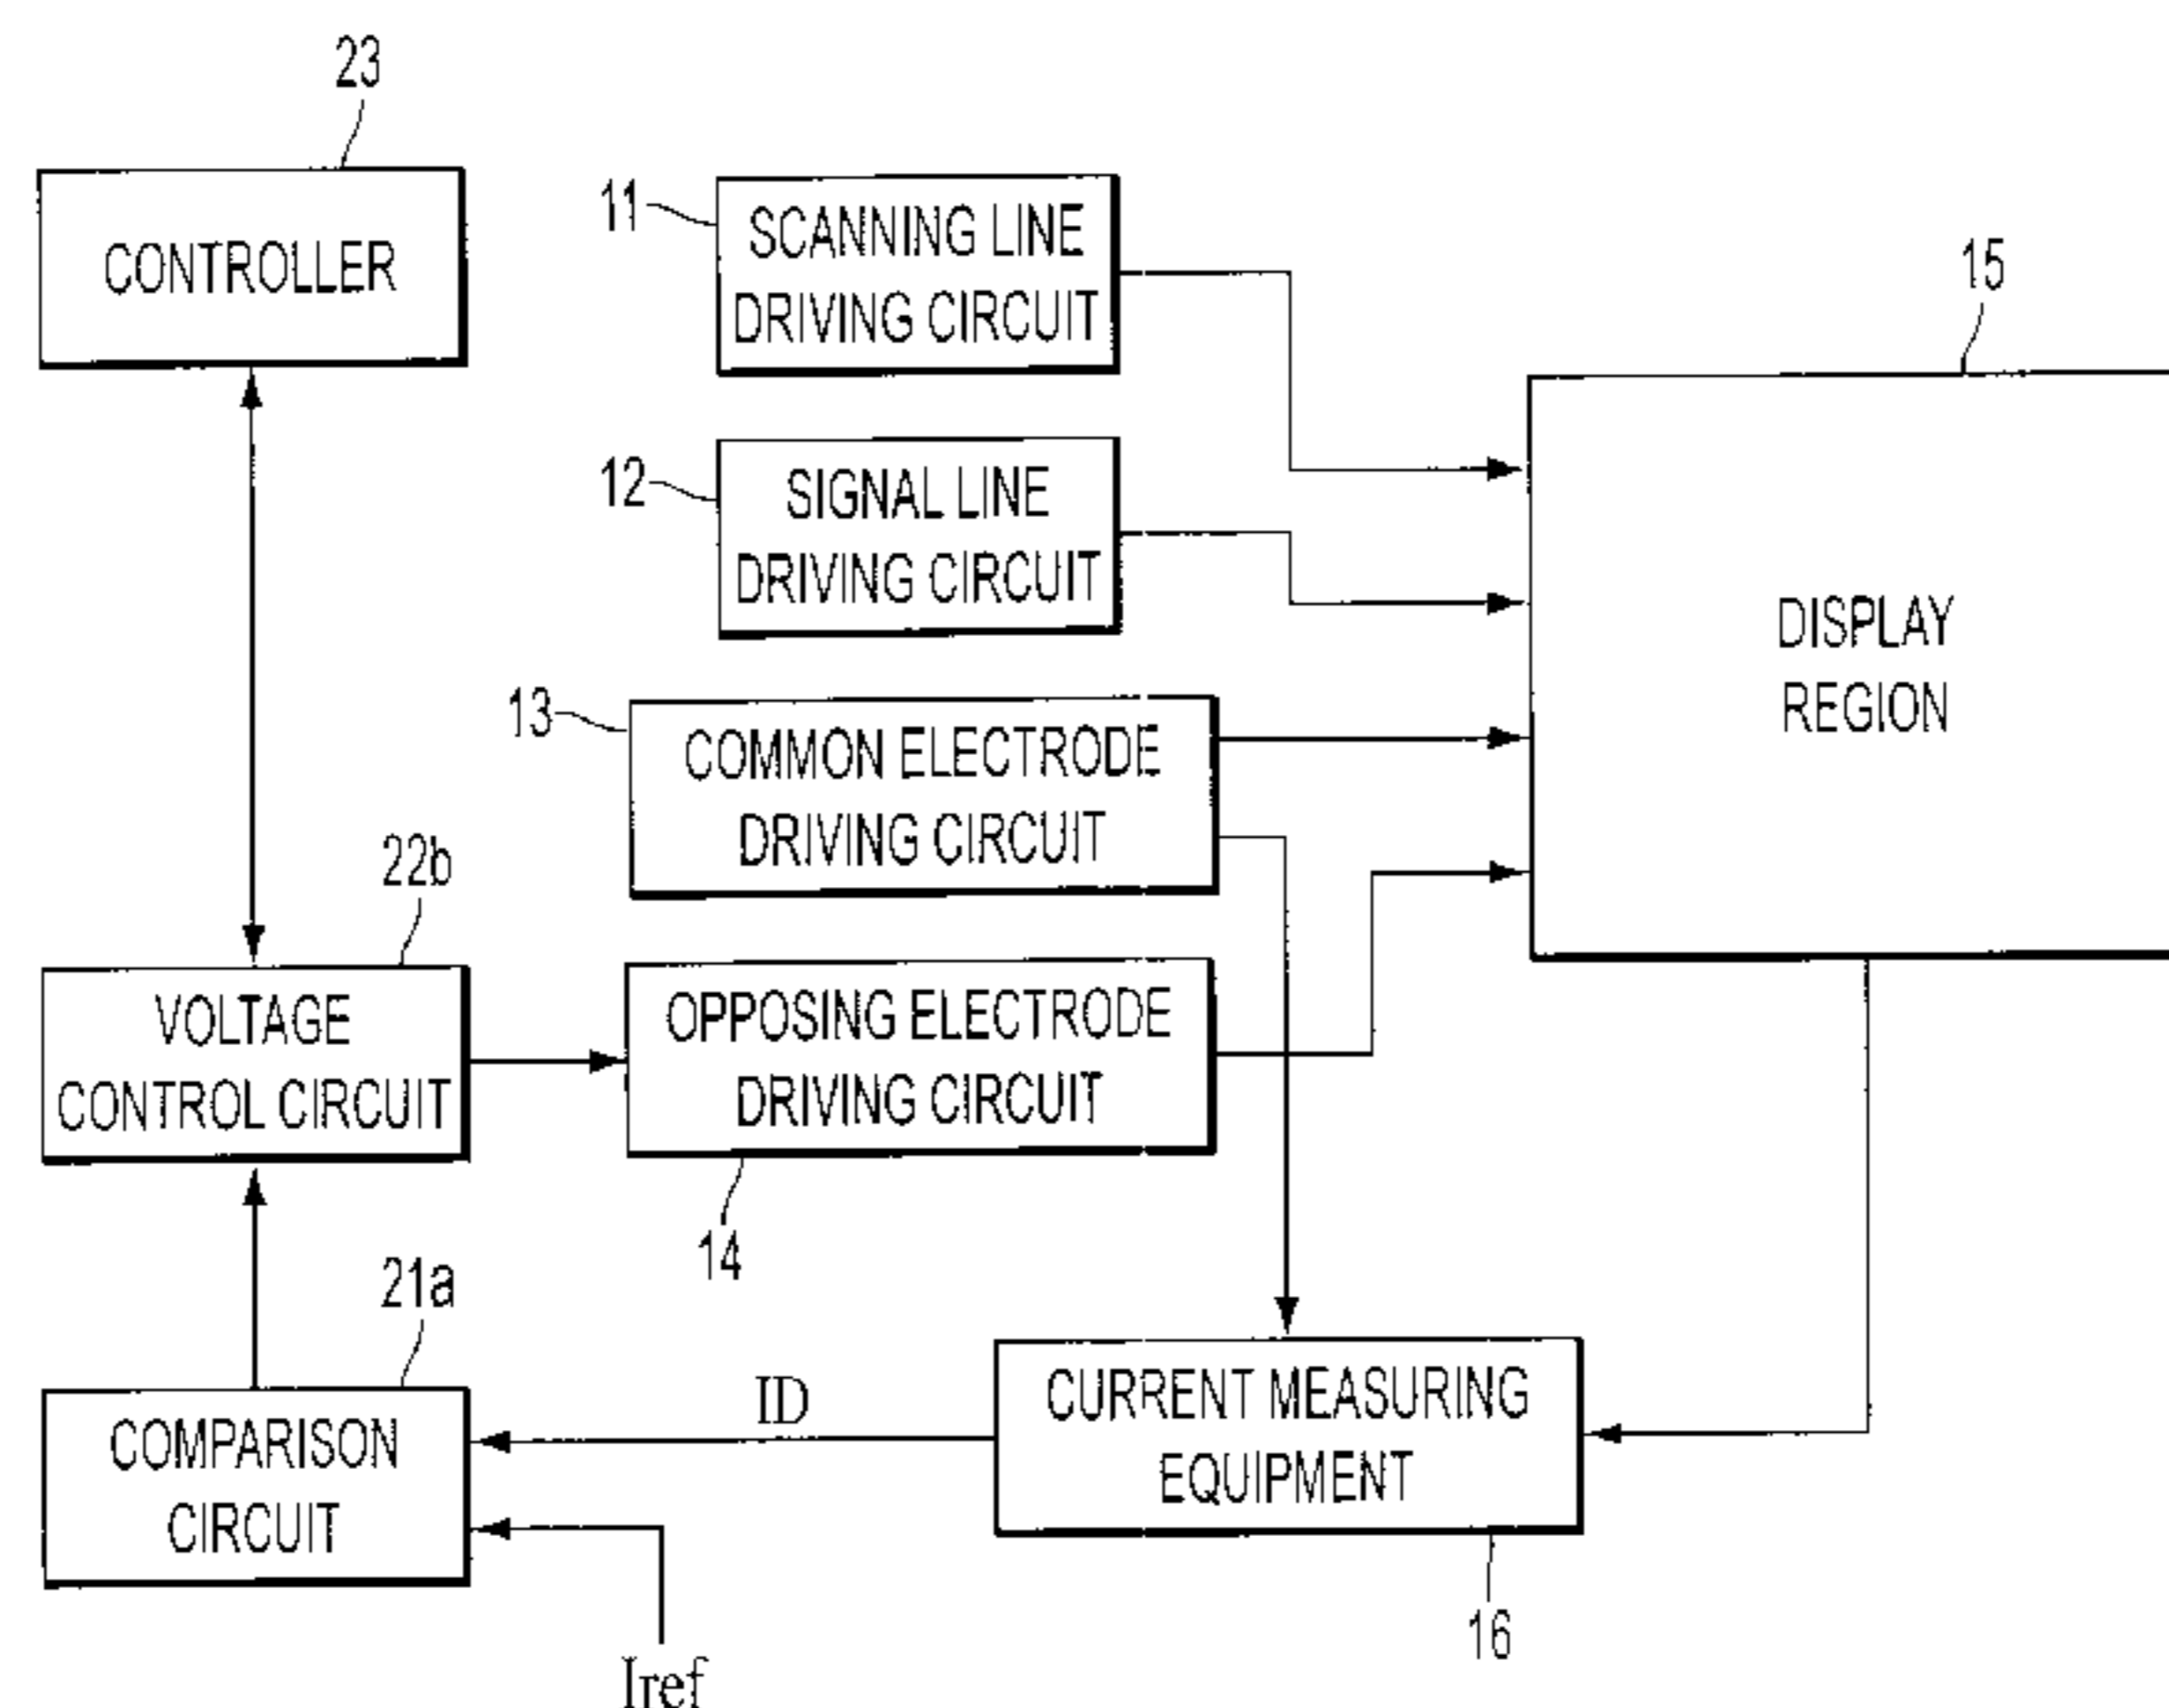 23
CONTROLLER
11
SCANNING LINE
DRIVING CIRCUIT
15
12
SIGNAL LINE
DRIVING CIRCUIT
DISPLAY
REGION
13
COMMON ELECTRODE
DRIVING CIRCUIT
22b
VOLTAGE
CONTROL CIRCUIT
OPPOSING ELECTRODE
DRIVING CIRCUIT
14
21a
COMPARISON
CIRCUIT
ID
CURRENT MEASURING
EQUIPMENT
16
Iref